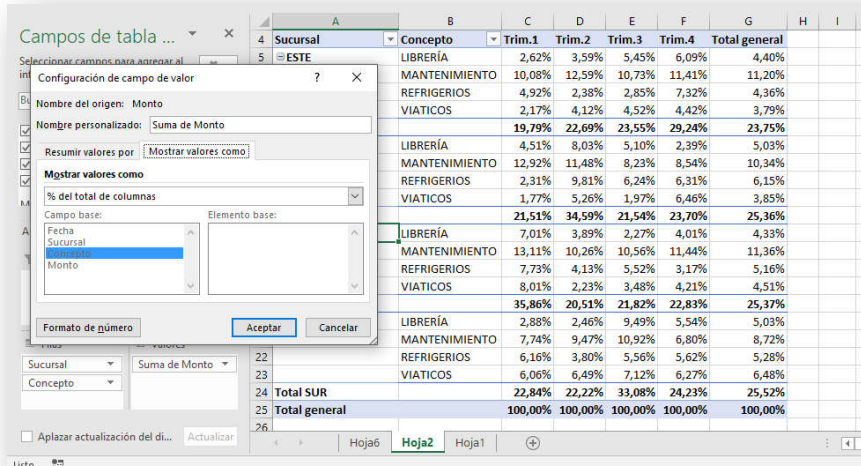 Campos de tabla ...
Seleccionar campos para agregar al
Configuración de campo de valor
Nombre del origen: Monto
Nombre personalizado: Suma de Monto
Resumir valores por Mostrar valores como
Mostrar valores como
% del total de columnas
Campo base: Elemento base:
Fecha
Sucursal
Concepto
Monto
Formato de número Aceptar Cancelar
Sucursal
Concepto
Suma de Monto
Aplazar actualización del di... Actualizar
A B C D E F G H I
4 Sucursal Concepto Trim.1 Trim.2 Trim.3 Trim.4 Total general
5 ESTE LIBRERÍA 2,62% 3,59% 5,45% 6,09% 4,40%
MANTENIMIENTO 10,08% 12,59% 10,73% 11,41% 11,20%
REFRIGERIOS 4,92% 2,38% 2,85% 7,32% 4,36%
VIATICOS 2,17% 4,12% 4,52% 4,42% 3,79%
19,79% 22,69% 23,55% 29,24% 23,75%
LIBRERÍA 4,51% 8,03% 5,10% 2,39% 5,03%
MANTENIMIENTO 12,92% 11,48% 8,23% 8,54% 10,34%
REFRIGERIOS 2,31% 9,81% 6,24% 6,31% 6,15%
VIATICOS 1,77% 5,26% 1,97% 6,46% 3,85%
21,51% 34,59% 21,54% 23,70% 25,36%
LIBRERÍA 7,01% 3,89% 2,27% 4,01% 4,33%
MANTENIMIENTO 13,11% 10,26% 10,56% 11,44% 11,36%
REFRIGERIOS 7,73% 4,13% 5,52% 3,17% 5,16%
VIATICOS 8,01% 2,23% 3,48% 4,21% 4,51%
35,86% 20,51% 21,82% 22,83% 25,37%
LIBRERÍA 2,88% 2,46% 9,49% 5,54% 5,03%
MANTENIMIENTO 7,74% 9,47% 10,92% 6,80% 8,72%
22 REFRIGERIOS 6,16% 3,80% 5,56% 5,62% 5,28%
23 VIATICOS 6,06% 6,49% 7,12% 6,27% 6,48%
24 Total SUR 22,84% 22,22% 33,08% 24,23% 25,52%
25 Total general 100,00% 100,00% 100,00% 100,00% 100,00%
26
Hoja6 Hoja2 Hoja1
Listo